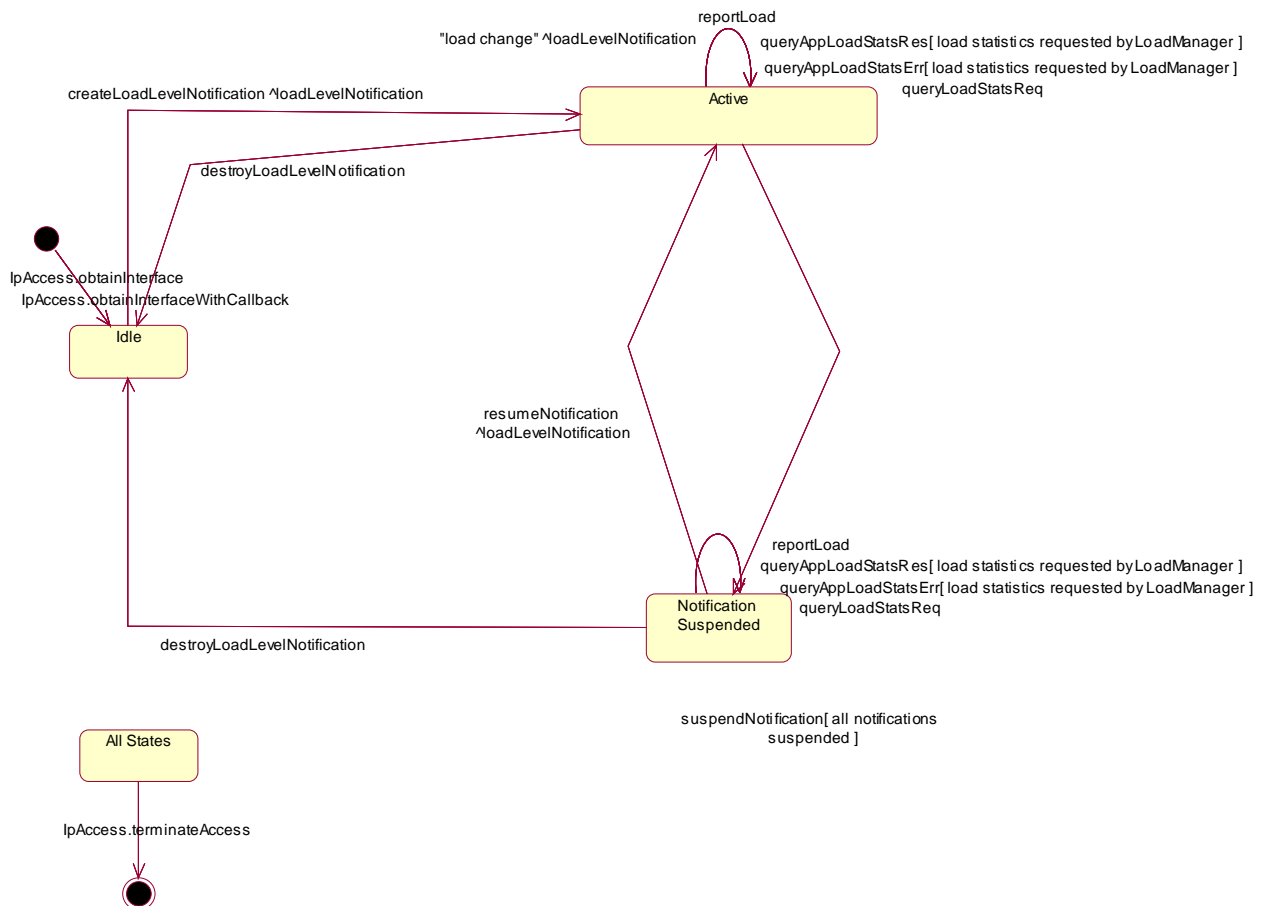 reportLoad
"load change" ^loadLevelNotification
queryAppLoadStatsRes[ load statistics requested by LoadManager ]
queryAppLoadStatsErr[ load statistics requested by LoadManager ]
queryLoadStatsReq
createLoadLevelNotification ^loadLevelNotification
Active
destroyLoadLevelNotification
IpAccess.obtainInterface
IpAccess.obtainInterfaceWithCallback
Idle
resumeNotification
^loadLevelNotification
reportLoad
queryAppLoadStatsRes[ load statistics requested by LoadManager ]
queryAppLoadStatsErr[ load statistics requested by LoadManager ]
queryLoadStatsReq
Notification
Suspended
destroyLoadLevelNotification
suspendNotification[ all notifications
suspended ]
All States
IpAccess.terminateAccess